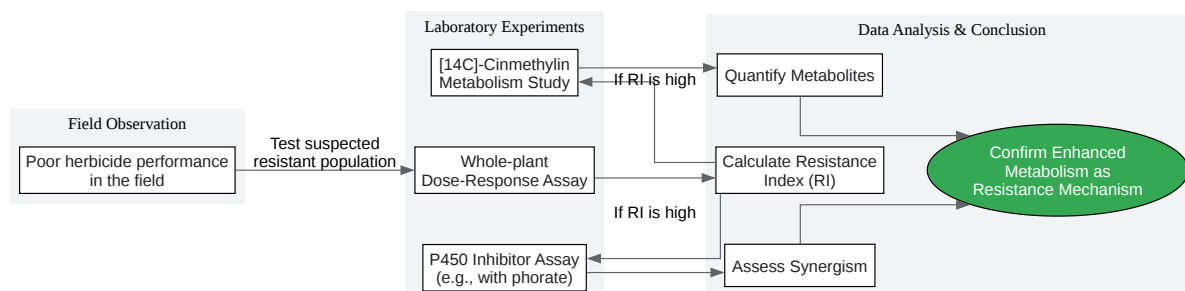 Laboratory Experiments
Data Analysis & Conclusion
[14C]-Cinmethylin
Metabolism Study
If RI is high
Quantify Metabolites
Field Observation
Poor herbicide performance
in the field
Test suspected
resistant population
Whole-plant
Dose-Response Assay
Calculate Resistance
Index (RI)
Confirm Enhanced
Metabolism as
Resistance Mechanism
If RI is high
P450 Inhibitor Assay
(e.g., with phorate)
Assess Synergism